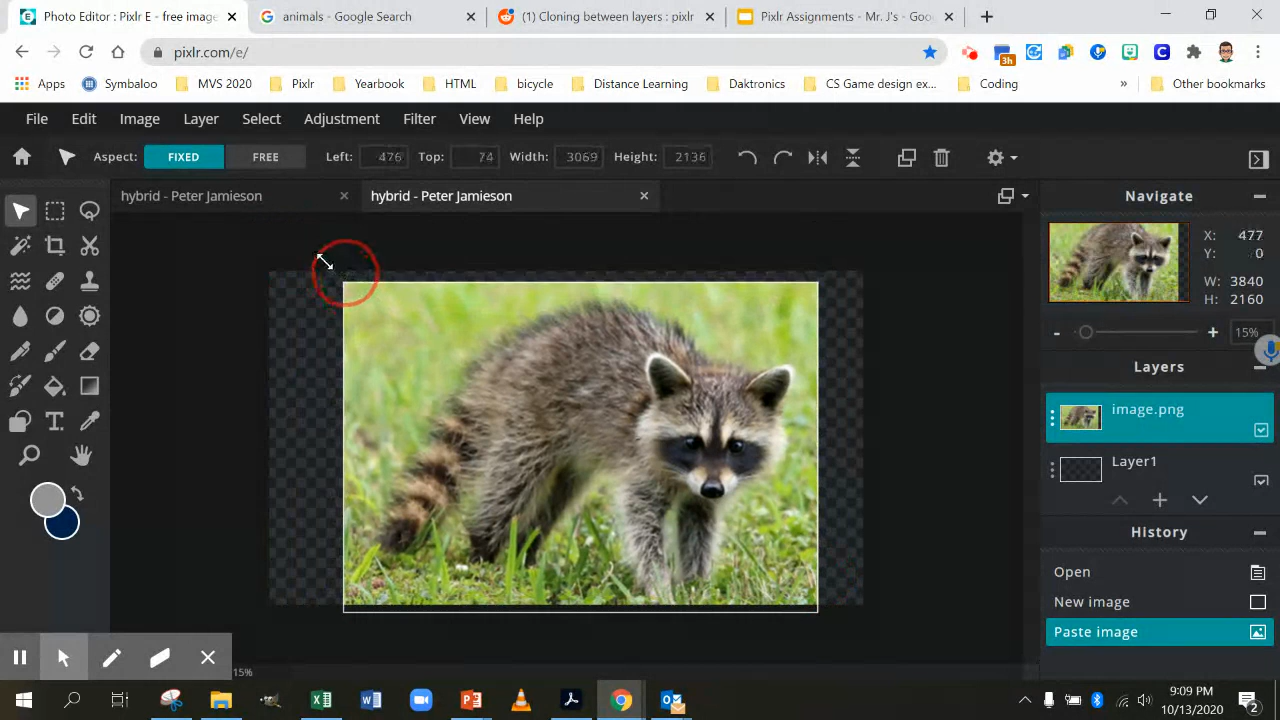 Photo Editor : Pixlr E - free image
animals - Google Search
(1) Cloning between layers : pixlr
Pixlr Assignments - Mr. J's - Goo
pixlr.com/e/
3h
Apps
Symbaloo
MVS 2020
Pixlr
Yearbook
HTML
bicycle
Distance Learning
Daktronics
CS Game design ex...
Coding
»
Other bookmarks
File
Edit
Image
Layer
Select
Adjustment
Filter
View
Help
Aspect:
FIXED
FREE
Left: 476
Top: 74
Width: 3069
Height: 2136
hybrid - Peter Jamieson
hybrid - Peter Jamieson
Navigate
X: 477
Y: 0
W: 3840
H: 2160
15%
Layers
image.png
Layer1
History
Open
New image
Paste image
15%
9:09 PM
10/13/2020
2